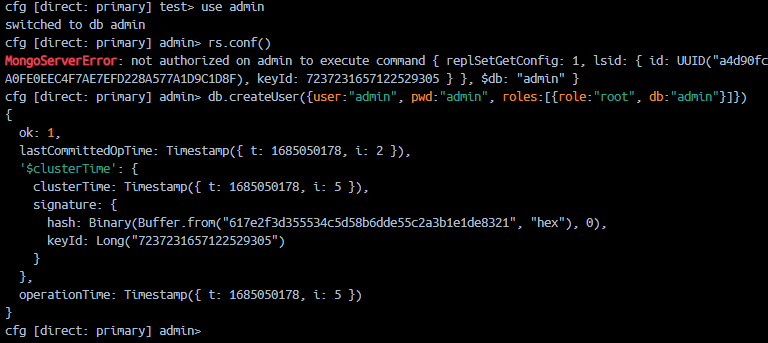 cfg [direct: primary] test> use admin
switched to db admin
cfg [direct: primary] admin> rs.conf()
MongoServerError: not authorized on admin to execute command { replSetGetConfig: 1, lsid: { id: UUID("a4d90fc
A0FE0EEC4F7AE7EFD228A577A1D9C1D8F), keyId: 7237231657122529305 } }, $db: "admin" }
cfg [direct: primary] admin> db.createUser({user:"admin", pwd:"admin", roles:[{role:"root", db:"admin"}]})
{
  ok: 1,
  lastCommittedOpTime: Timestamp({ t: 1685050178, i: 2 }),
  '$clusterTime': {
    clusterTime: Timestamp({ t: 1685050178, i: 5 }),
    signature: {
      hash: Binary(Buffer.from("617e2f3d355534c5d58b6dde55c2a3b1e1de8321", "hex"), 0),
      keyId: Long("7237231657122529305")
    }
  },
  operationTime: Timestamp({ t: 1685050178, i: 5 })
}
cfg [direct: primary] admin>